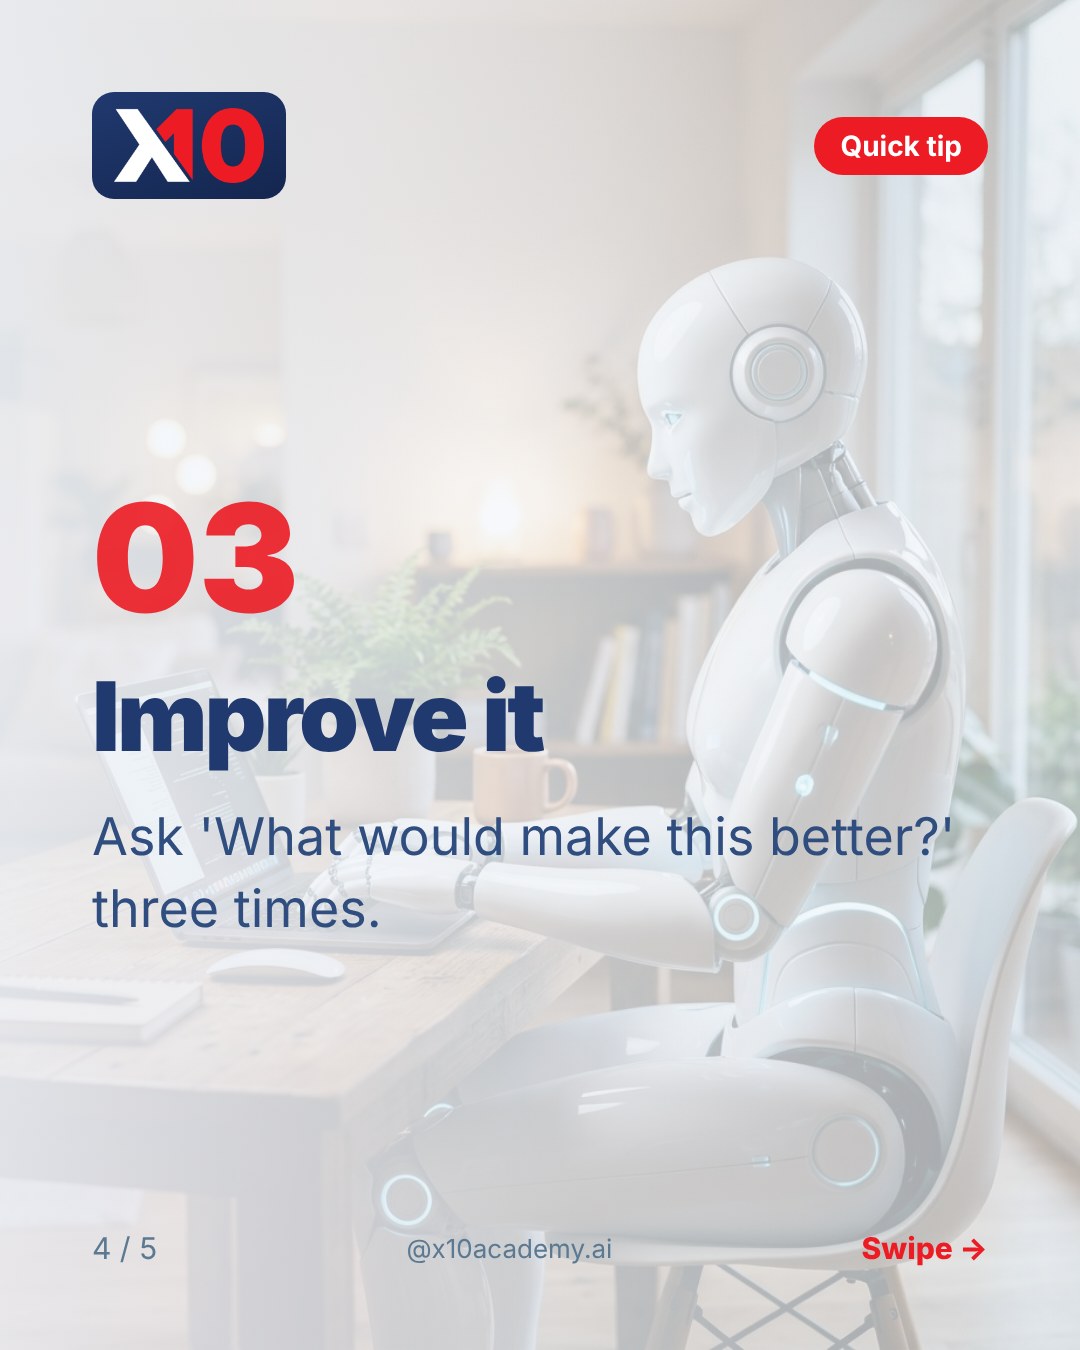 X10
Quick tip
03
Improve it
Ask 'What would make this better?'
three times.
4 / 5
@x10academy.ai
Swipe →